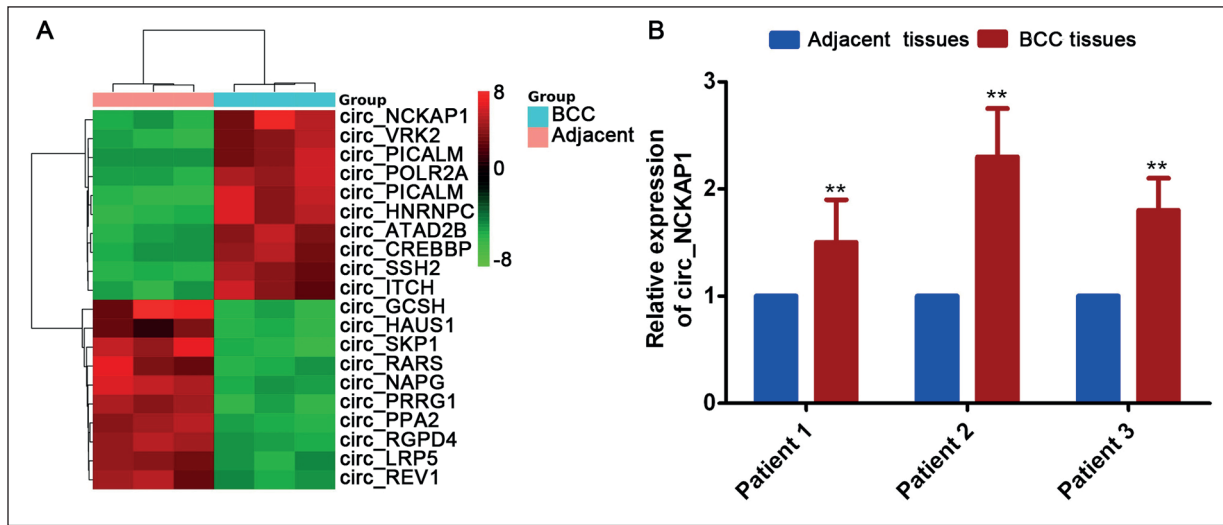 A
Group
circ_NCKAP1
circ_VRK2
circ_PICALM
circ_POLR2A
circ_PICALM
circ_HNRNPC
circ_ATAD2B
circ_CREBBP
circ_SSH2
circ_ITCH
circ_GCSH
circ_HAUS1
circ_SKP1
circ_RARS
circ_NAPG
circ_PRRG1
circ_PPA2
circ_RGPD4
circ_LRP5
circ_REV1
8
0
-8
Group
BCC
Adjacent
B
Adjacent tissues
BCC tissues
Relative expression
of circ_NCKAP1
3
2
1
0
**
**
**
Patient 1
Patient 2
Patient 3